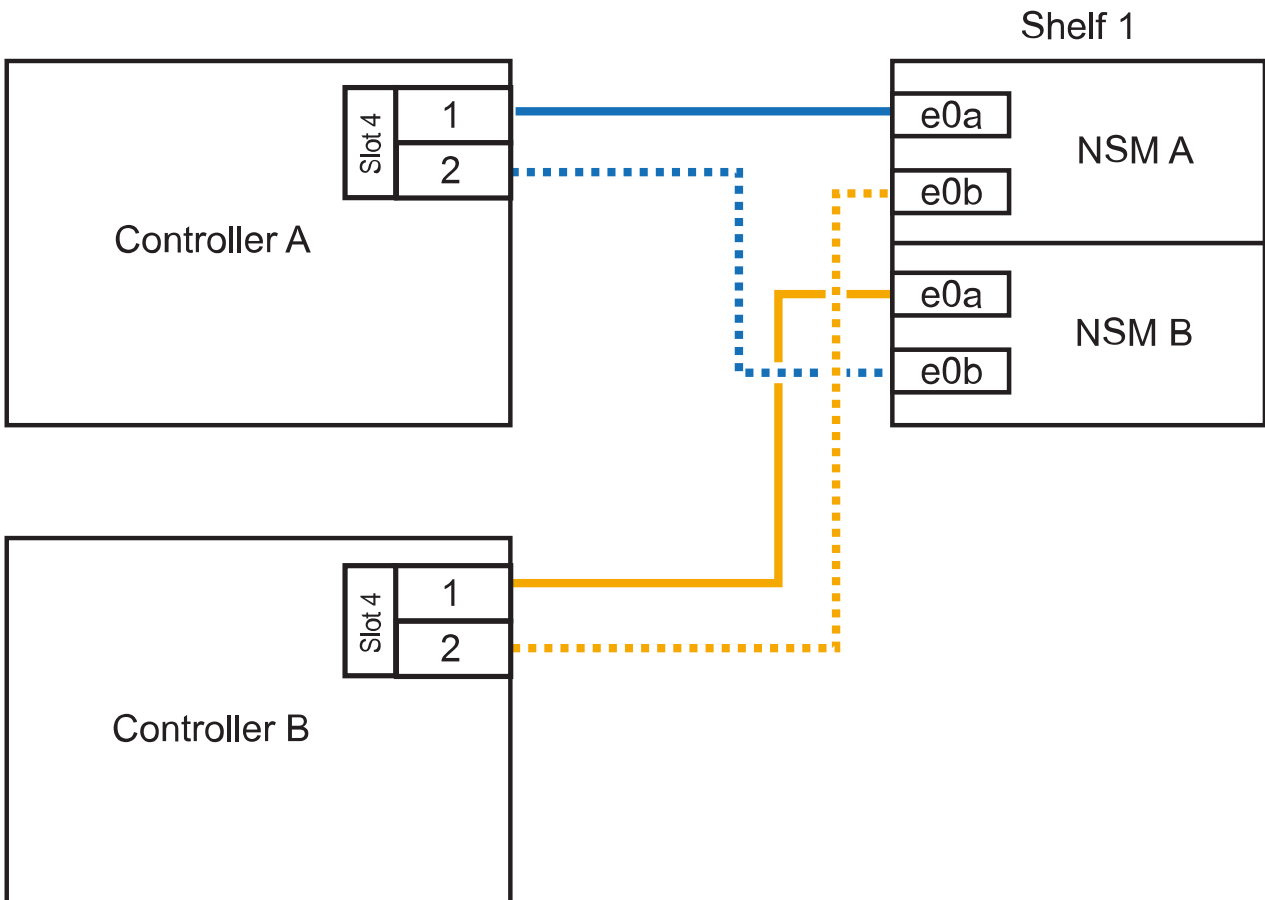 Shelf 1
Slot 4
1
2
Controller A
e0a
e0b
NSM A
e0a
e0b
NSM B
Slot 4
1
2
Controller B